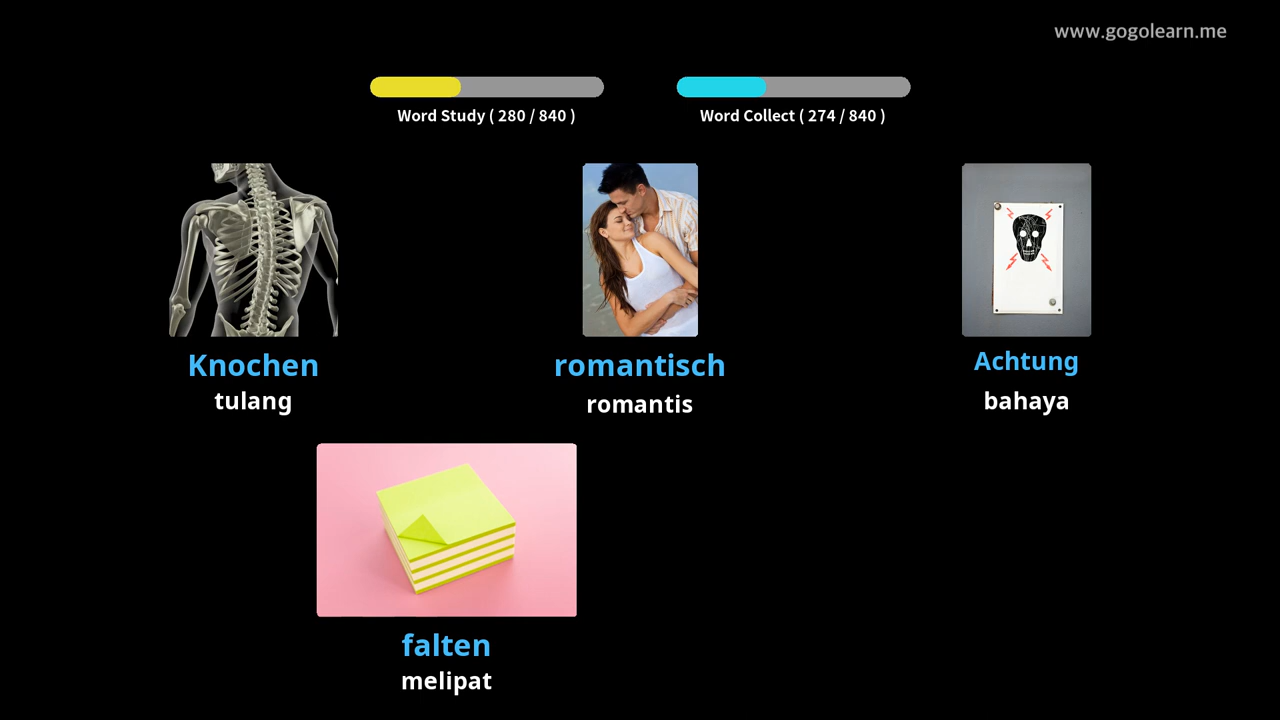 www.gogolearn.me
Word Study ( 280 / 840 )
Word Collect ( 274 / 840 )
Knochen
tulang
romantisch
romantis
Achtung
bahaya
falten
melipat